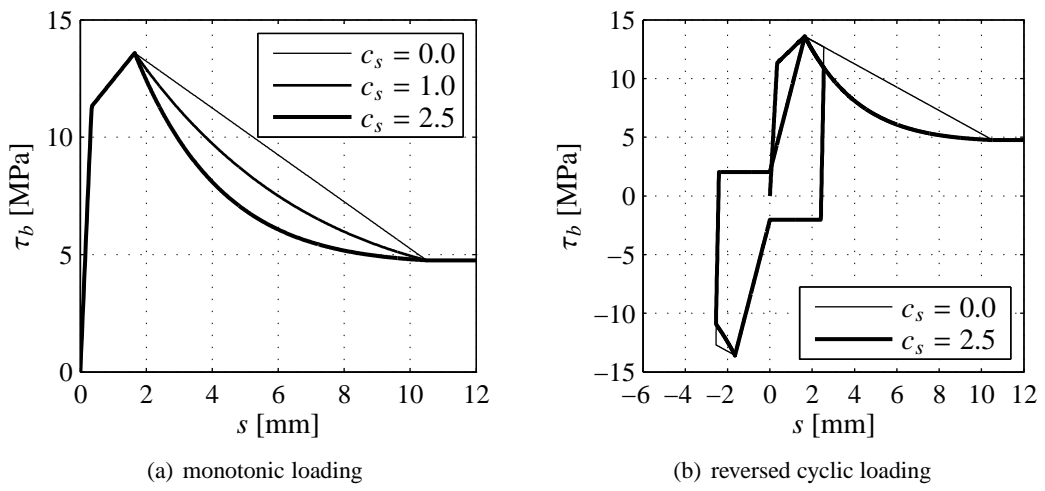 15
10
5
0
τ_b [MPa]
c_s = 0.0
c_s = 1.0
c_s = 2.5
0 2 4 6 8 10 12
s [mm]
(a) monotonic loading
15
10
5
0
−5
−10
−15
τ_b [MPa]
c_s = 0.0
c_s = 2.5
−6 −4 −2 0 2 4 6 8 10 12
s [mm]
(b) reversed cyclic loading